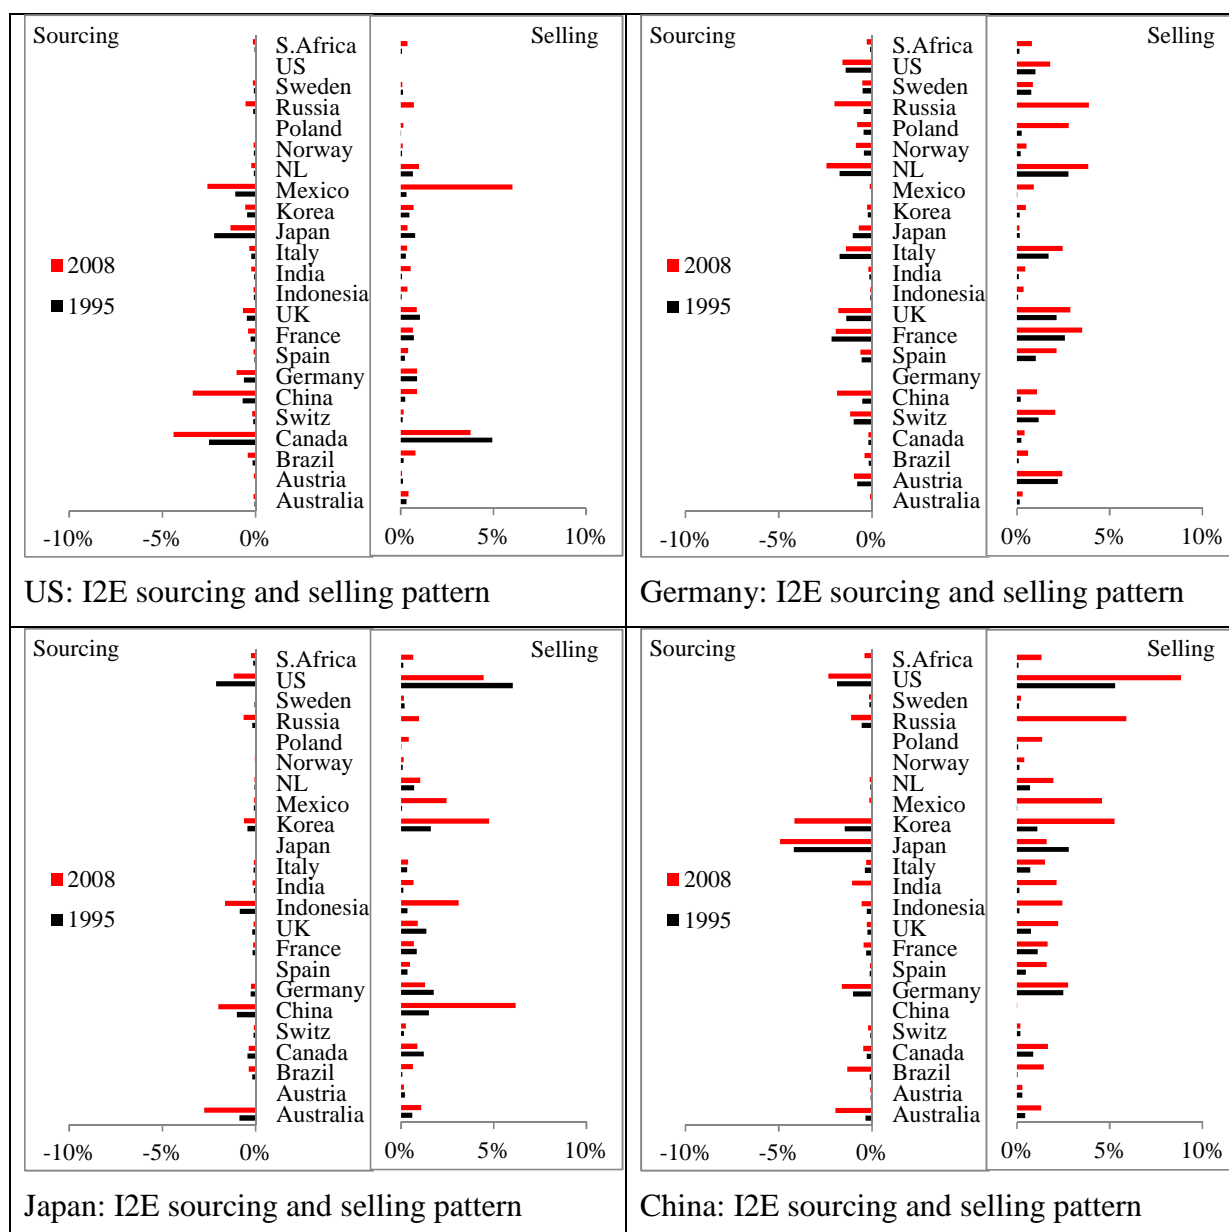 Sourcing
Selling
S.Africa
US
Sweden
Russia
Poland
Norway
NL
Mexico
Korea
Japan
Italy
India
Indonesia
UK
France
Spain
Germany
China
Switz
Canada
Brazil
Austria
Australia
2008
1995
-10%
-5%
0%
0%
5%
10%
US: I2E sourcing and selling pattern
Selling
S.Africa
US
Sweden
Russia
Poland
Norway
NL
Mexico
Korea
Japan
Italy
India
Indonesia
UK
France
Spain
Germany
China
Switz
Canada
Brazil
Austria
Australia
2008
1995
-10%
-5%
0%
0%
5%
10%
Germany: I2E sourcing and selling pattern
Sourcing
Selling
S.Africa
US
Sweden
Russia
Poland
Norway
NL
Mexico
Korea
Japan
Italy
India
Indonesia
UK
France
Spain
Germany
China
Switz
Canada
Brazil
Austria
Australia
2008
1995
-10%
-5%
0%
0%
5%
10%
Japan: I2E sourcing and selling pattern
Sourcing
Selling
S.Africa
US
Sweden
Russia
Poland
Norway
NL
Mexico
Korea
Japan
Italy
India
Indonesia
UK
France
Spain
Germany
China
Switz
Canada
Brazil
Austria
Australia
2008
1995
-10%
-5%
0%
0%
5%
10%
China: I2E sourcing and selling pattern